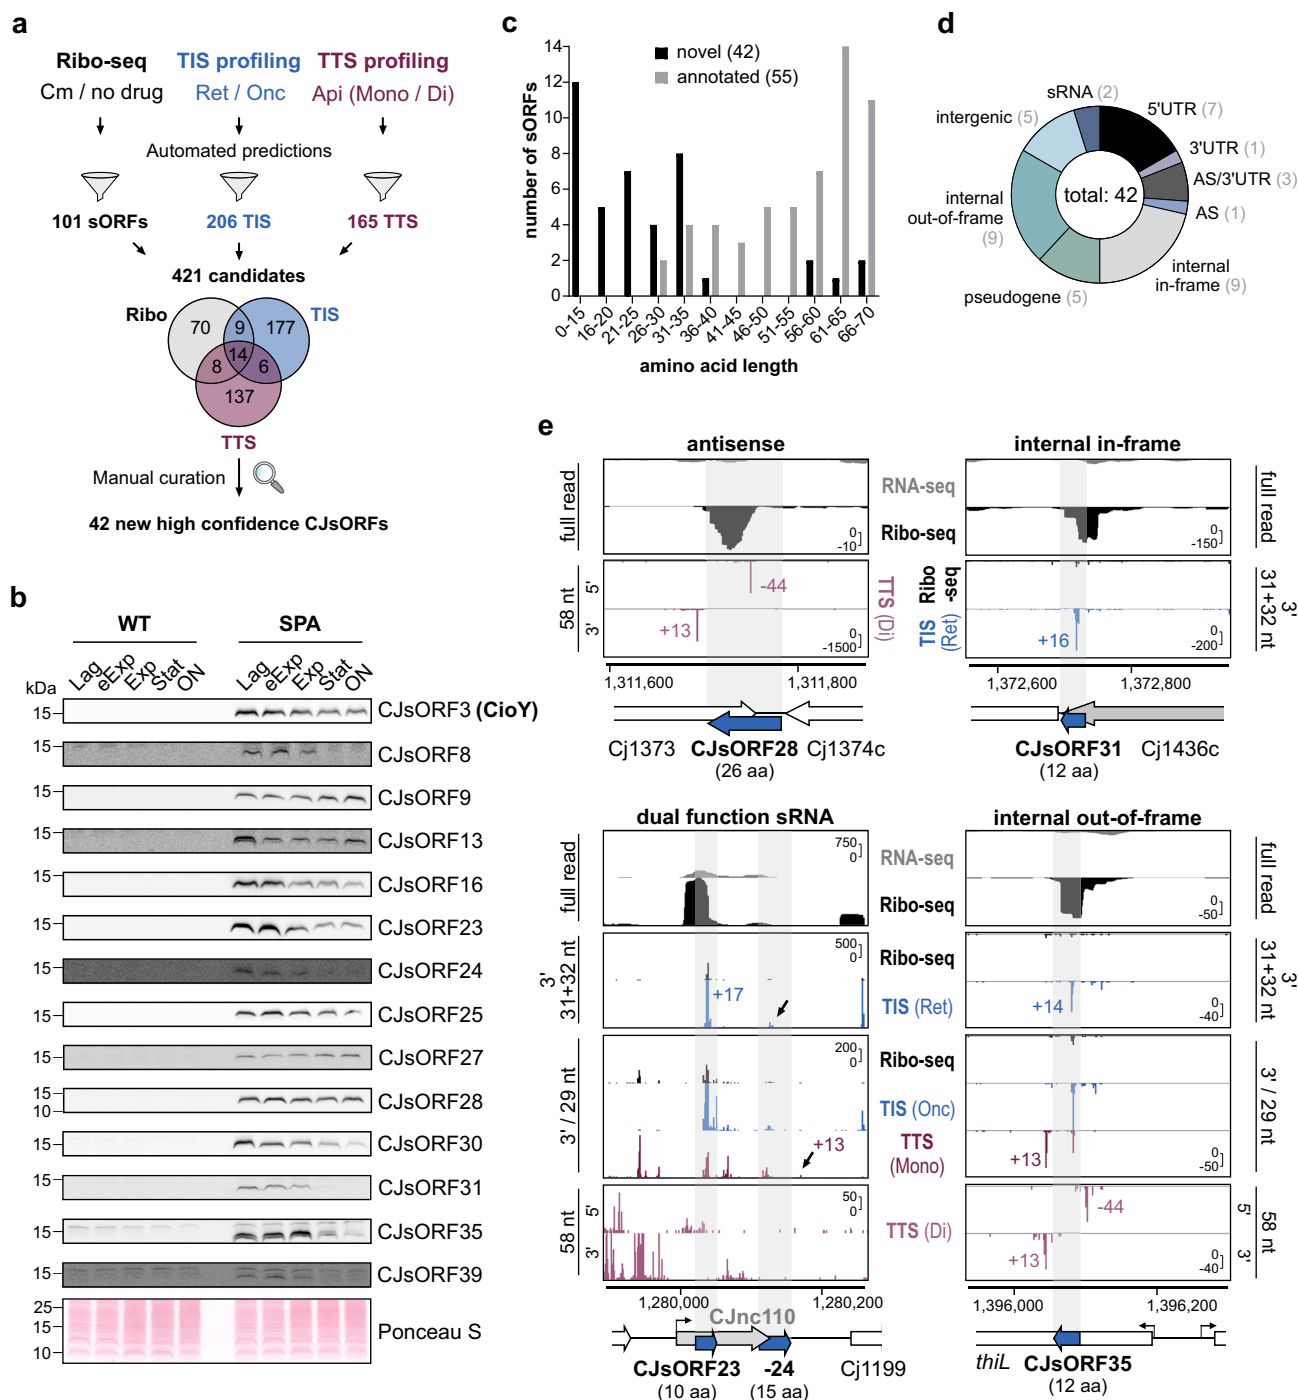 a
Ribo-seq TIS profiling TTS profiling
Cm / no drug Ret / Onc Api (Mono / Di)
Automated predictions
101 sORFs 206 TIS 165 TTS
421 candidates
Ribo TIS
70 9 177
14
8 6
137
TTS
Manual curation
42 new high confidence CJsORFs
b
WT SPA
Lag eExp Exp Stat ON Lag eExp Exp Stat ON
kDa
15 CJsORF3 (CioY)
15 CJsORF8
15 CJsORF9
15 CJsORF13
15 CJsORF16
15 CJsORF23
15 CJsORF24
15 CJsORF25
15 CJsORF27
15 CJsORF28
10
15 CJsORF30
15 CJsORF31
15 CJsORF35
15 CJsORF39
25
15 Ponceau S
10
c
novel (42)
annotated (55)
number of sORFs
14
12
10
8
6
4
2
0
0-15 16-20 21-25 26-30 31-35 36-40 41-45 46-50 51-55 56-60 61-65 66-70
amino acid length
d
sRNA (2)
5'UTR (7)
intergenic (5)
3'UTR (1)
AS/3'UTR (3)
total: 42
internal out-of-frame (9)
AS (1)
internal in-frame (9)
pseudogene (5)
e
antisense
full read
RNA-seq
Ribo-seq
0
-10
58 nt
5'
3'
-44
+13
TTS (Di)
0
-1500
1,311,600 1,311,800
Cj1373 CJsORF28 Cj1374c
(26 aa)
internal in-frame
full read
0
-150
Ribo-seq
TIS (Ret)
3'
31+32 nt
+16
0
-200
1,372,600 1,372,800
CJsORF31 Cj1436c
(12 aa)
dual function sRNA
full read
750
0
RNA-seq
Ribo-seq
3'
31+32 nt
500
0
+17
Ribo-seq
TIS (Ret)
3' / 29 nt
200
0
+13
Ribo-seq
TIS (Onc)
TTS (Mono)
58 nt
5'
3'
50
0
TTS (Di)
1,280,000 1,280,200
CJnc110
CJsORF23 -24 Cj1199
(10 aa) (15 aa)
internal out-of-frame
full read
0
-50
3'
31+32 nt
+14
0
-40
3' / 29 nt
+13
0
-50
58 nt
5'
3'
-44
+13
0
-40
1,396,000 1,396,200
thiL CJsORF35
(12 aa)